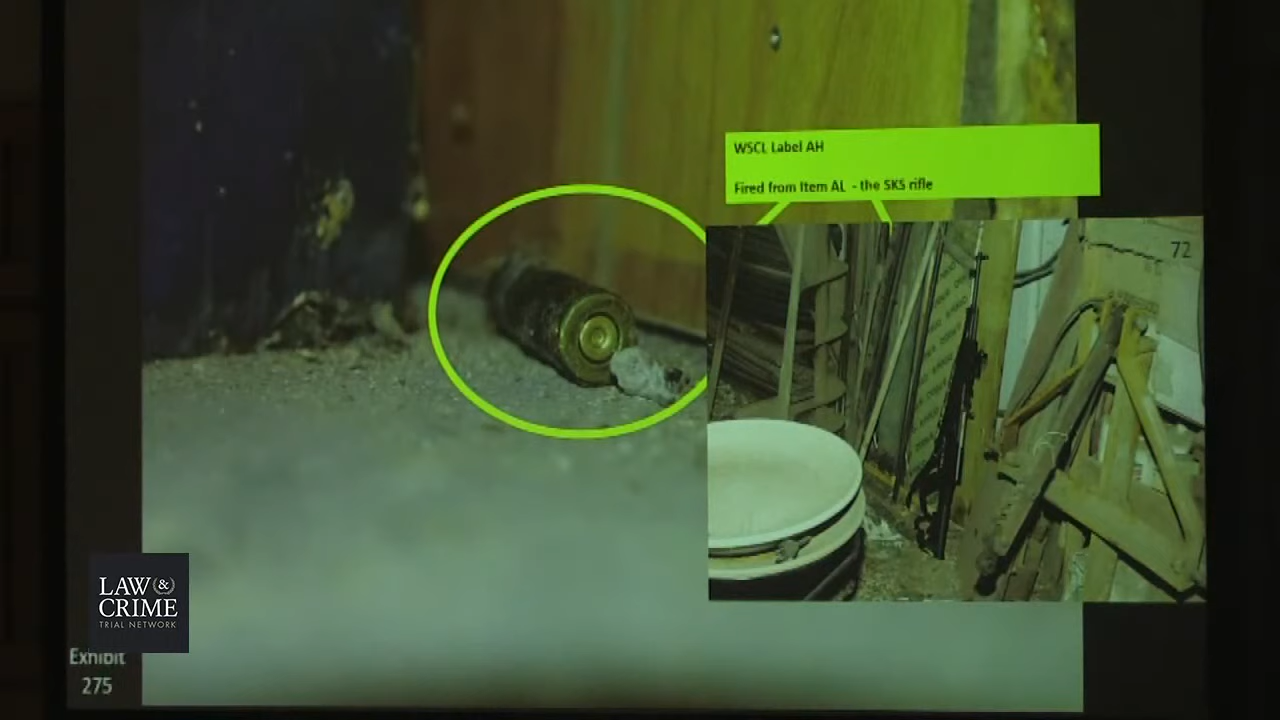 WSCL Label AH
Fired from Item AL - the SKS rifle
72
LAW & CRIME
TRIAL NETWORK
Exhibit
275